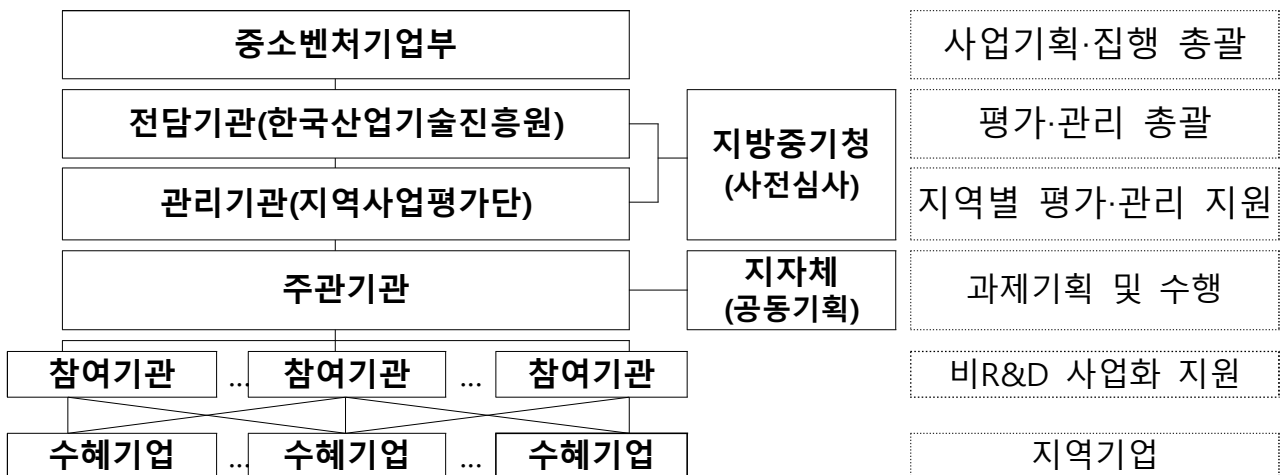 중소벤처기업부
사업기획·집행 총괄
전담기관(한국산업기술진흥원)
지방중기청
(사전심사)
평가·관리 총괄
관리기관(지역사업평가단)
지역별 평가·관리 지원
주관기관
지자체
(공동기획)
과제기획 및 수행
참여기관 ... 참여기관 ... 참여기관
비R&D 사업화 지원
수혜기업 ... 수혜기업 ... 수혜기업
지역기업